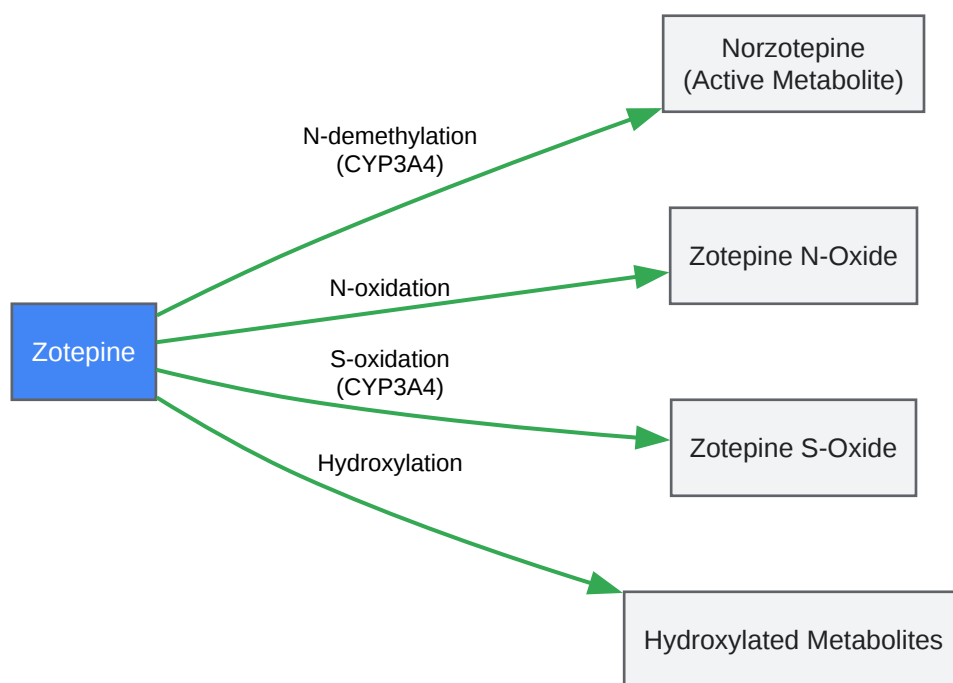 Norzotepine
(Active Metabolite)
N-demethylation
(CYP3A4)
Zotepine N-Oxide
N-oxidation
Zotepine
S-oxidation
(CYP3A4)
Zotepine S-Oxide
Hydroxylation
Hydroxylated Metabolites